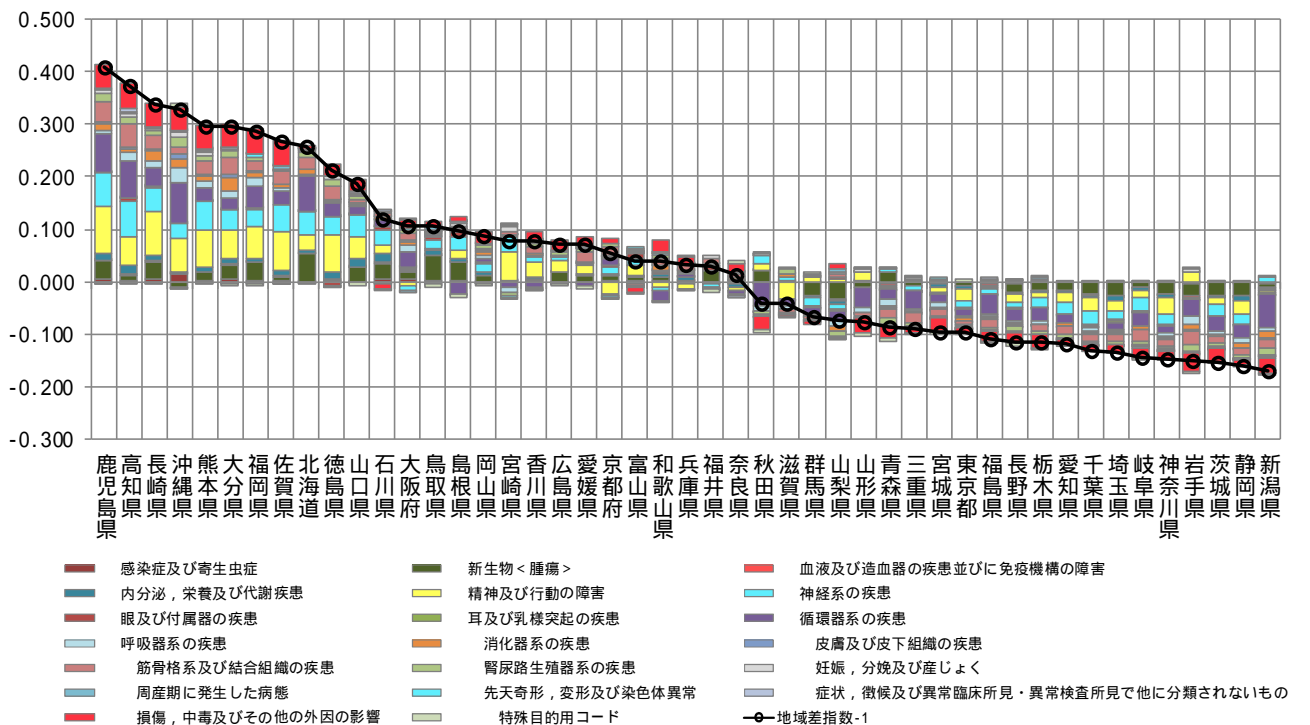 0.500
0.400
0.300
0.200
0.100
0.000
-0.100
-0.200
-0.300
鹿児島県
高知県
長崎県
沖縄県
熊本県
大分県
福岡県
佐賀県
北海道
徳島県
山口県
石川県
大阪府
鳥取県
島根県
岡山県
宮崎県
香川県
広島県
愛媛県
京都府
富山県
和歌山県
兵庫県
福井県
奈良県
秋田県
滋賀県
群馬県
山梨県
山形県
青森県
三重県
宮城県
東京都
福島県
長野県
栃木県
愛知県
千葉県
埼玉県
岐阜県
神奈川県
岩手県
茨城県
静岡県
新潟県
感染症及び寄生虫症
新生物＜腫瘍＞
血液及び造血器の疾患並びに免疫機構の障害
内分泌，栄養及び代謝疾患
精神及び行動の障害
神経系の疾患
眼及び付属器の疾患
耳及び乳様突起の疾患
循環器系の疾患
呼吸器系の疾患
消化器系の疾患
皮膚及び皮下組織の疾患
筋骨格系及び結合組織の疾患
腎尿路生殖器系の疾患
妊娠，分娩及び産じょく
周産期に発生した病態
先天奇形，変形及び染色体異常
症状，徴候及び異常臨床所見・異常検査所見で他に分類されないもの
損傷，中毒及びその他の外因の影響
特殊目的用コード
地域差指数-1